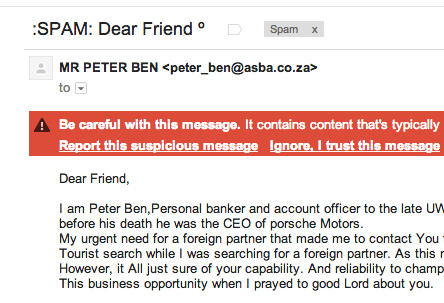 :SPAM: Dear Friend º
Spam x
MR PETER BEN <peter_ben@asba.co.za>
to
Be careful with this message. It contains content that's typically
Report this suspicious message Ignore, I trust this message
Dear Friend,
I am Peter Ben,Personal banker and account officer to the late UW
before his death he was the CEO of porsche Motors.
My urgent need for a foreign partner that made me to contact You
Tourist search while I was searching for a foreign partner. As this
However, it All just sure of your capability. And reliability to champ
This business opportunity when I prayed to good Lord about you.